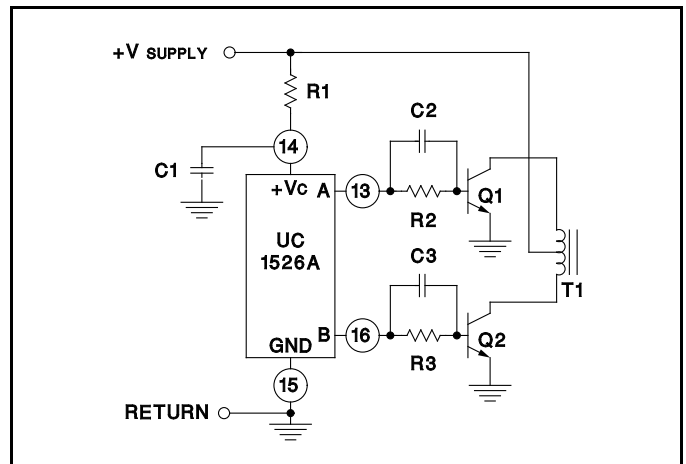 +V SUPPLY
R1
C2
14
C1
+VC A 13
Q1
R2
UC
1526A
C3
T1
B 16
Q2
GND
R3
15
RETURN